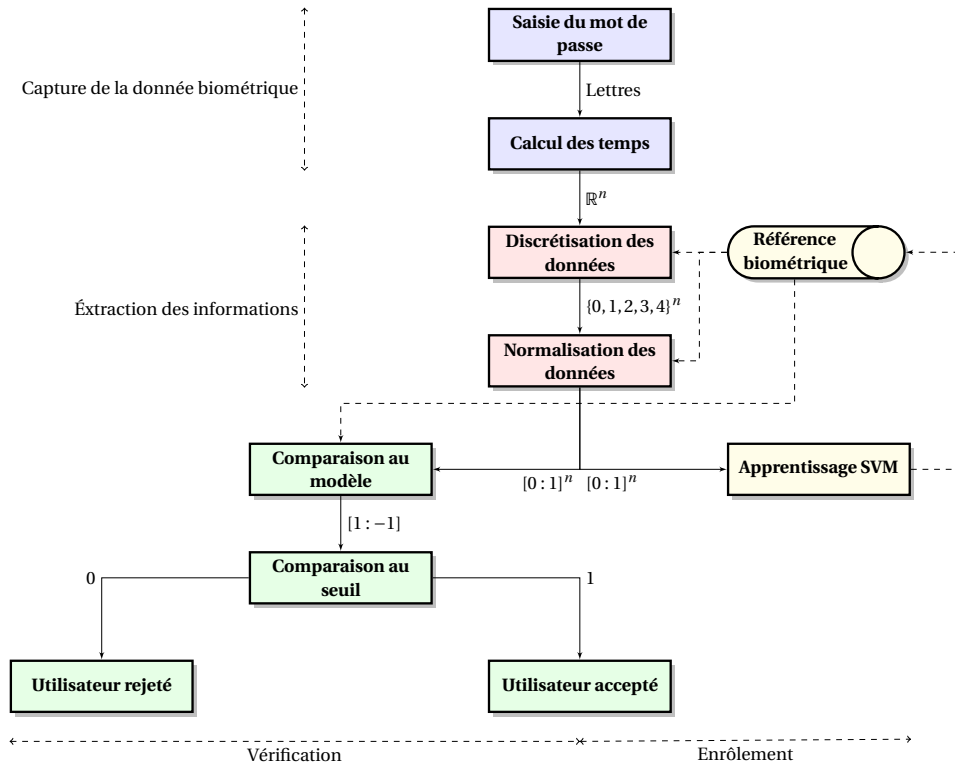 Saisie du mot de
passe
Capture de la donnée biométrique
Lettres
Calcul des temps
ℝⁿ
Discrétisation des
données
Référence
biométrique
Éxtraction des informations
{0, 1, 2, 3, 4}ⁿ
Normalisation des
données
Comparaison au
modèle
[0 : 1]ⁿ
[0 : 1]ⁿ
Apprentissage SVM
[1 : −1]
Comparaison au
seuil
0
1
Utilisateur rejeté
Utilisateur accepté
Vérification
Enrôlement